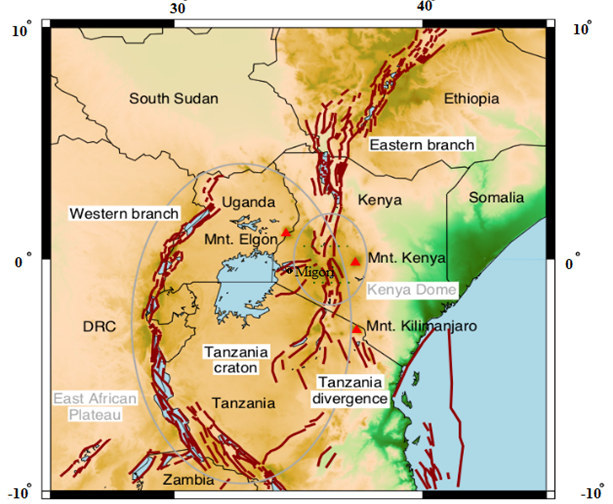 30°
40°
10°
10°
South Sudan
Ethiopia
Eastern branch
Uganda
Kenya
Somalia
Western branch
Mnt. Elgon
0°
Mnt. Kenya
0°
Migori
Kenya Dome
DRC
Mnt. Kilimanjaro
Tanzania
craton
Tanzania
divergence
East African
Plateau
Tanzania
Zambia
-10°
-10°